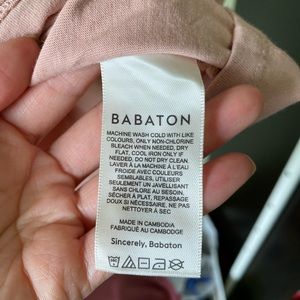 BABATON
MACHINE WASH COLD WITH LIKE
COLOURS, ONLY NON-CHLORINE
BLEACH WHEN NEEDED, DRY
FLAT, COOL IRON ONLY IF
NEEDED, DO NOT DRY CLEAN.
LAVER À LA MACHINE À L'EAU
FROIDE AVEC COULEURS
SEMBLABLES, UTILISER
SEULEMENT UN JAVELLISANT
SANS CHLORE AU BESOIN,
SÉCHER À PLAT, REPASSAGE
DOUX SI NÉCESSAIRE, NE PAS
NETTOYER À SEC
MADE IN CAMBODIA
FABRIQUÉ AU CAMBODGE
Sincerely, Babaton